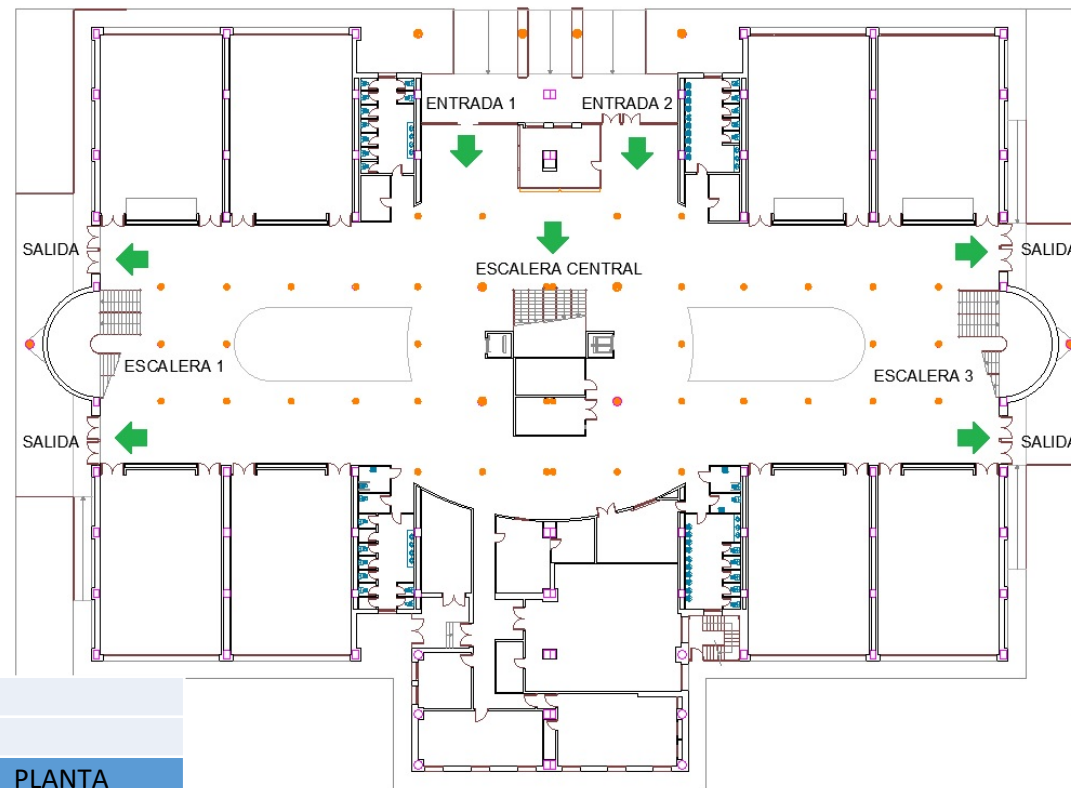 ENTRADA 1
ENTRADA 2
SALIDA
SALIDA
ESCALERA CENTRAL
ESCALERA 1
ESCALERA 3
SALIDA
SALIDA
PLANTA